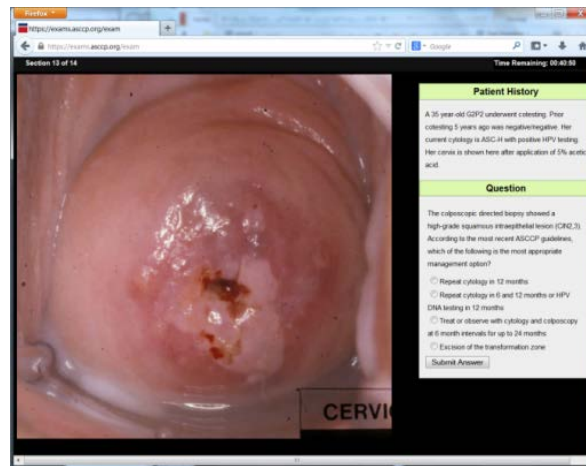 Firefox
https://exams.asccp.org/exam
https://exams.asccp.org/exam
Google
Section 13 of 14
Time Remaining: 00:40:50
Patient History
A 35 year-old G2P2 underwent cotesting. Prior
cotesting 5 years ago was negative/negative. Her
current cytology is ASC-H with positive HPV testing.
Her cervix is shown here after application of 5% acetic
acid.
Question
The colposcopic directed biopsy showed a
high-grade squamous intraepithelial lesion (CIN2,3).
According to the most recent ASCCP guidelines,
which of the following is the most appropriate
management option?
Repeat cytology in 12 months
Repeat cytology in 6 and 12 months or HPV
DNA testing in 12 months
Treat or observe with cytology and colposcopy
at 6 month intervals for up to 24 months
Excision of the transformation zone
Submit Answer
CERVIC